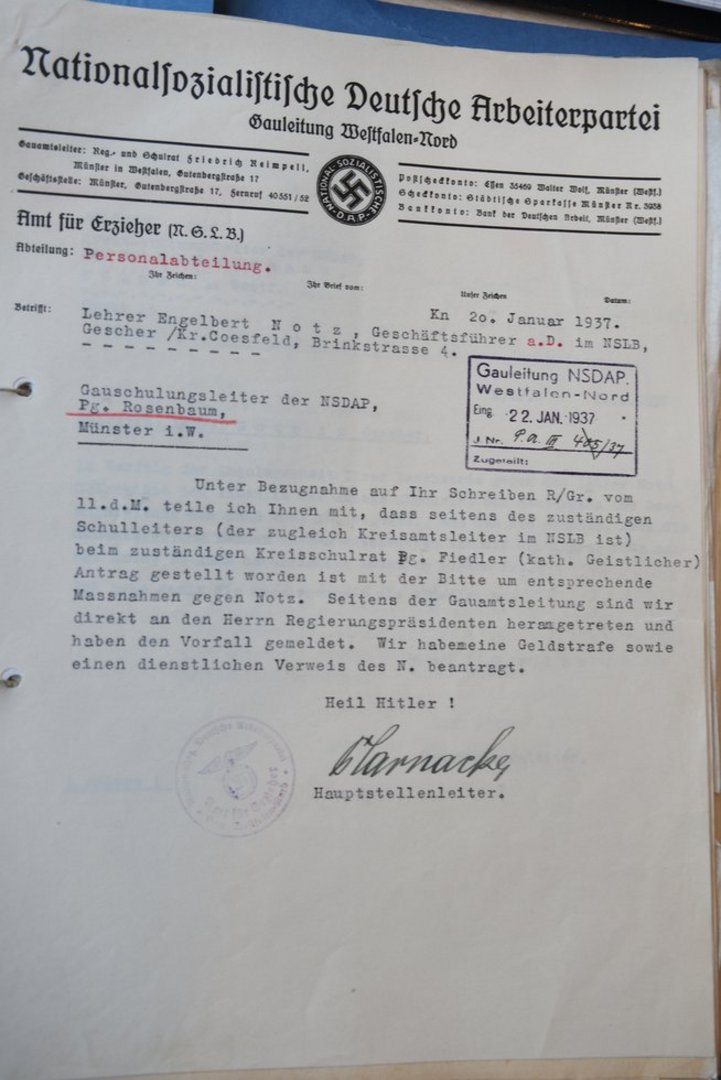 Nationalsozialistische Deutsche Arbeiterpartei
Gauleitung Westfalen-Nord
Gauamtsleiter: Reg.- und Schulrat Friedrich Reimpell,
Münster in Westfalen, Gutenbergstraße 17
Geschäftsstelle: Münster, Gutenbergstraße 17, Fernruf 40551/52
NATIONAL-SOZIALISTISCHE
D.A.P.
Postscheckkonto: Essen 35469 Walter Wolf, Münster (Westf.)
Scheckkonto: Städtische Sparkasse Münster Nr. 3958
Bankkonto: Bank der Deutschen Arbeit, Münster (Westf.)
Amt für Erzieher (N.S.L.B.)
Abteilung: Personalabteilung.
Ihr Zeichen: Ihr Brief vom: Unser Zeichen Datum:
Kn 20. Januar 1937.
Betrifft: Lehrer Engelbert N o t z , Geschäftsführer a.D. im NSLB,
Gescher /Kr.Coesfeld, Brinkstrasse 4.
Gauleitung NSDAP.
Westfalen-Nord
Eing. 22. JAN. 1937
J. Nr. P.A. III 405/37
Zugeteilt:
Gauschulungsleiter der NSDAP,
Pg. Rosenbaum,
Münster i.W.
Unter Bezugnahme auf Ihr Schreiben R/Gr. vom
11.d.M. teile ich Ihnen mit, dass seitens des zuständigen
Schulleiters (der zugleich Kreisamtsleiter im NSLB ist)
beim zuständigen Kreisschulrat Pg. Fiedler (kath. Geistlicher)
Antrag gestellt worden ist mit der Bitte um entsprechende
Massnahmen gegen Notz. Seitens der Gauamtsleitung sind wir
direkt an den Herrn Regierungspräsidenten herangetreten und
haben den Vorfall gemeldet. Wir habemeine Geldstrafe sowie
einen dienstlichen Verweis des N. beantragt.
Heil Hitler !
Hauptstellenleiter.